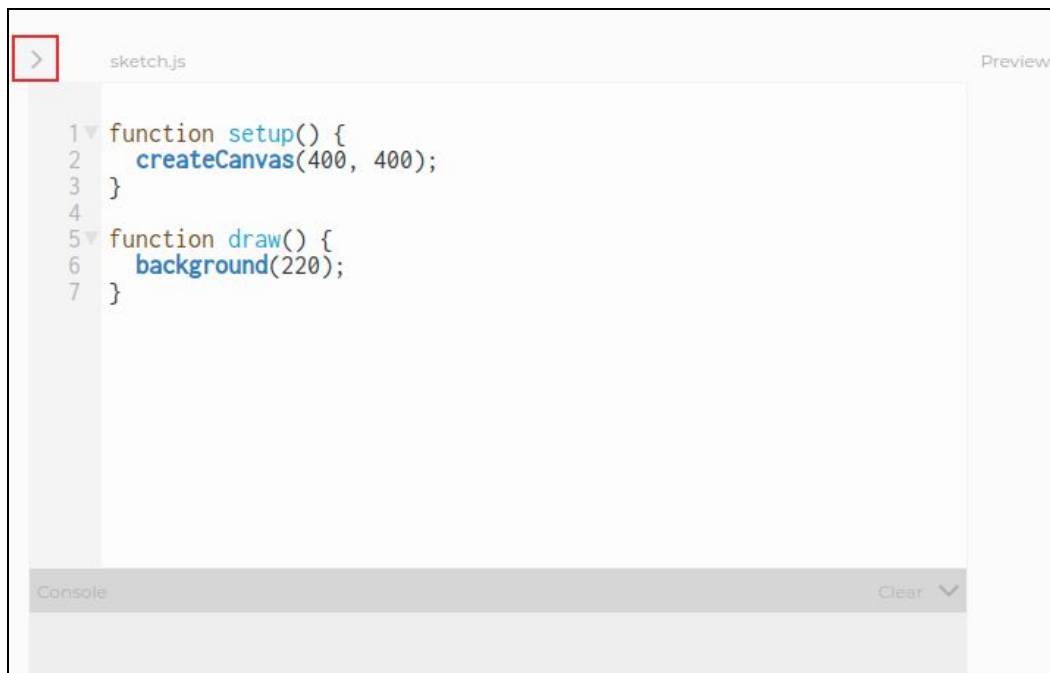 sketch.js
Preview
1 function setup() {
2   createCanvas(400, 400);
3 }
4
5 function draw() {
6   background(220);
7 }
Console
Clear